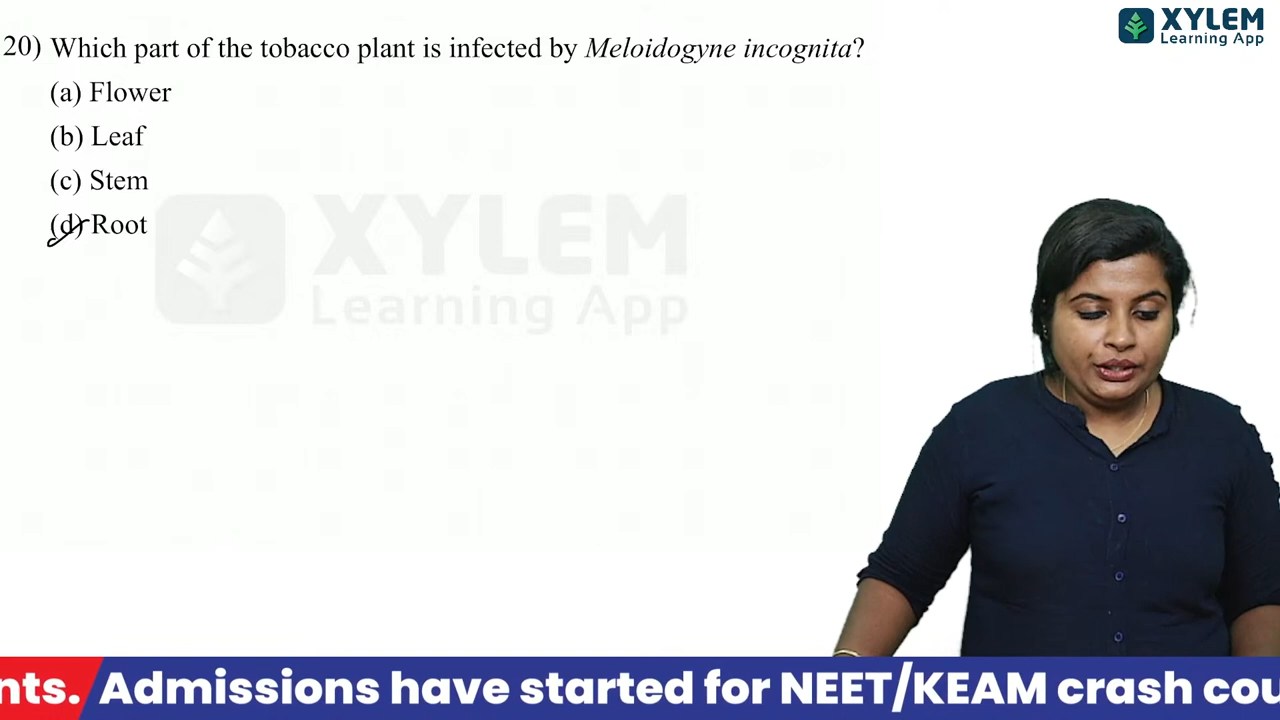 XYLEM
Learning App
20) Which part of the tobacco plant is infected by Meloidogyne incognita?
(a) Flower
(b) Leaf
(c) Stem
(d) Root
XYLEM
Learning App
nts. Admissions have started for NEET/KEAM crash cou